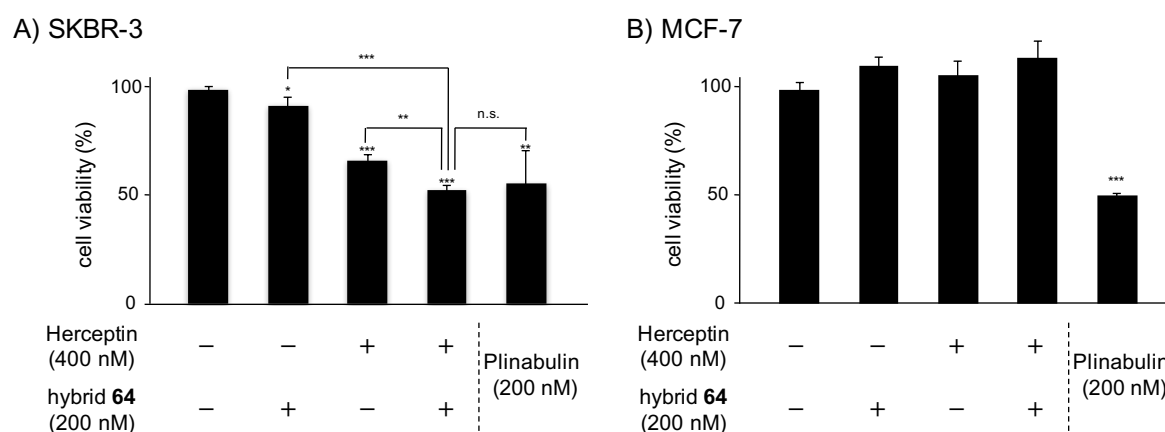 A) SKBR-3
***
100
*
n.s.
**
***
**
***
50
cell viability (%)
0
Herceptin
(400 nM)
− − + +
Plinabulin
(200 nM)
hybrid 64
(200 nM)
− + − +
B) MCF-7
100
***
50
cell viability (%)
0
Herceptin
(400 nM)
− − + +
Plinabulin
(200 nM)
hybrid 64
(200 nM)
− + − +